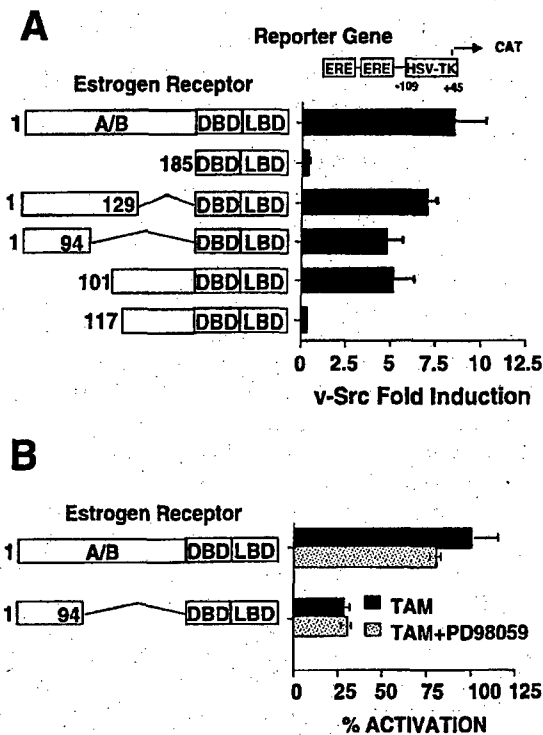 A
Reporter Gene
CAT
ERE ERE HSV-TK
-109 +45
Estrogen Receptor
1 A/B DBD LBD
185 DBD LBD
1 129 DBD LBD
1 94 DBD LBD
101 DBD LBD
117 DBD LBD
0 2.5 5 7.5 10 12.5
v-Src Fold Induction
B
Estrogen Receptor
1 A/B DBD LBD
1 94 DBD LBD
TAM
TAM+PD98059
0 25 50 75 100 125
% ACTIVATION